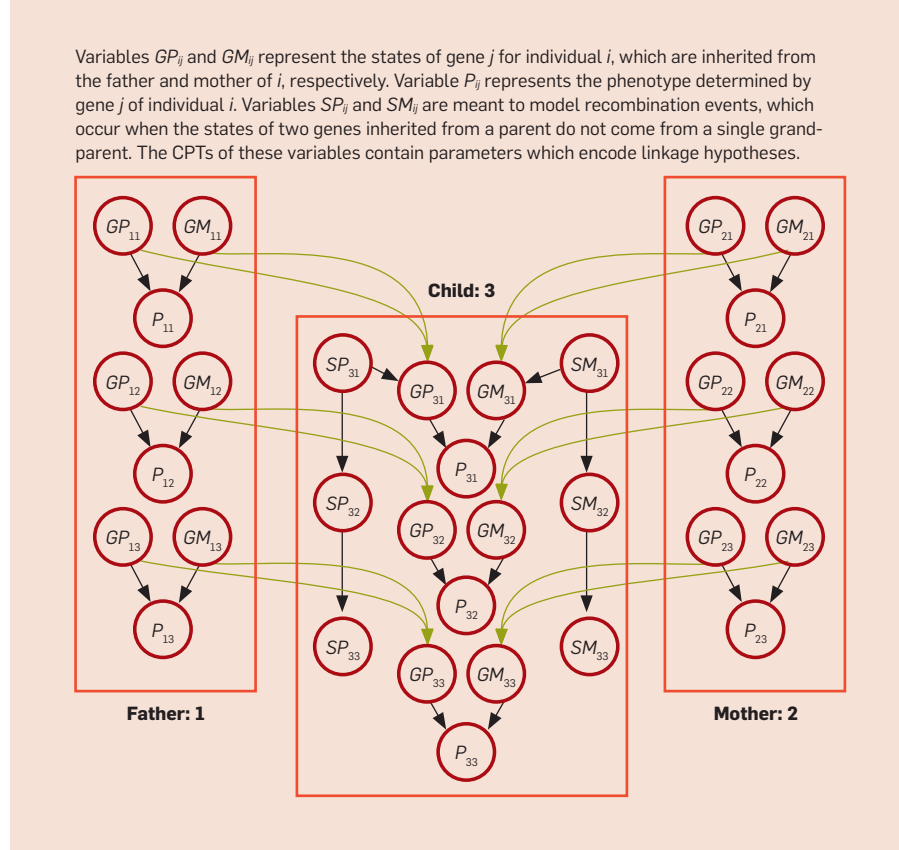 Variables GPij and GMij represent the states of gene j for individual i, which are inherited from
the father and mother of i, respectively. Variable Pij represents the phenotype determined by
gene j of individual i. Variables SPij and SMij are meant to model recombination events, which
occur when the states of two genes inherited from a parent do not come from a single grand-
parent. The CPTs of these variables contain parameters which encode linkage hypotheses.
GP11 GM11
P11
GP12 GM12
P12
GP13 GM13
P13
Father: 1
Child: 3
SP31 GP31 GM31 SM31
P31
SP32 GP32 GM32 SM32
P32
SP33 GP33 GM33 SM33
P33
GP21 GM21
P21
GP22 GM22
P22
GP23 GM23
P23
Mother: 2